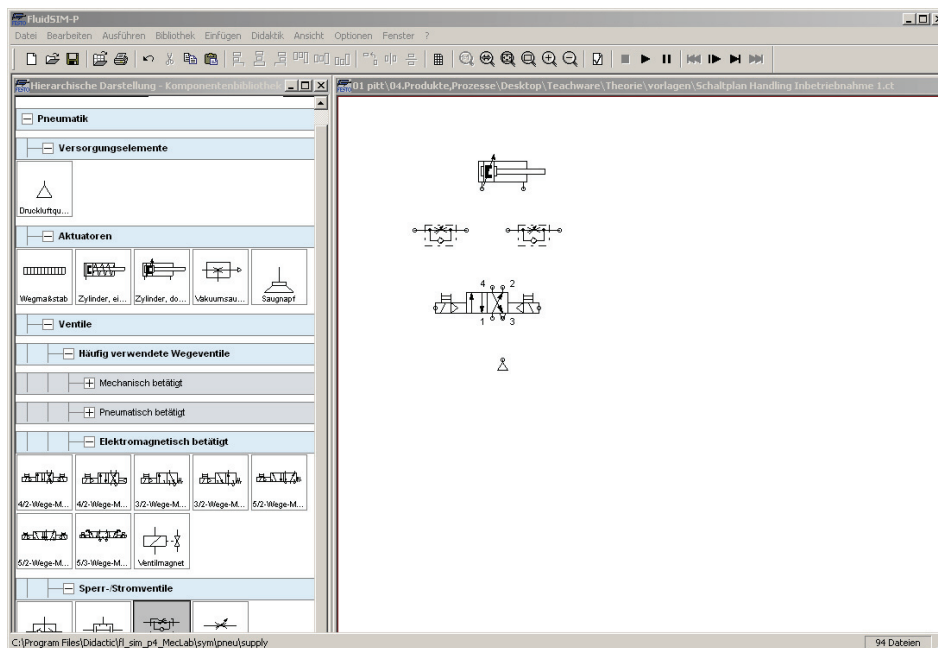 FluidSIM-P
Datei Bearbeiten Ausführen Bibliothek Einfügen Didaktik Ansicht Optionen Fenster ?
Hierarchische Darstellung - Komponentenbibliothek
Pneumatik
Versorgungselemente
Druckluftqu...
Aktuatoren
Wegmaßstab Zylinder, ei... Zylinder, do... Vakuumsau... Saugnapf
Ventile
Häufig verwendete Wegeventile
Mechanisch betätigt
Pneumatisch betätigt
Elektromagnetisch betätigt
4/2-Wege-M... 4/2-Wege-M... 3/2-Wege-M... 3/2-Wege-M... 5/2-Wege-M...
5/2-Wege-M... 5/3-Wege-M... Ventilmagnet
Sperr-/Stromventile
01 pitt\04.Produkte,Prozesse\Desktop\Teachware\Theorie\vorlagen\Schaltplan Handling Inbetriebnahme 1.ct
4 2
1 3
C:\Program Files\Didactic\fl_sim_p4_MecLab\sym\pneu\supply
94 Dateien